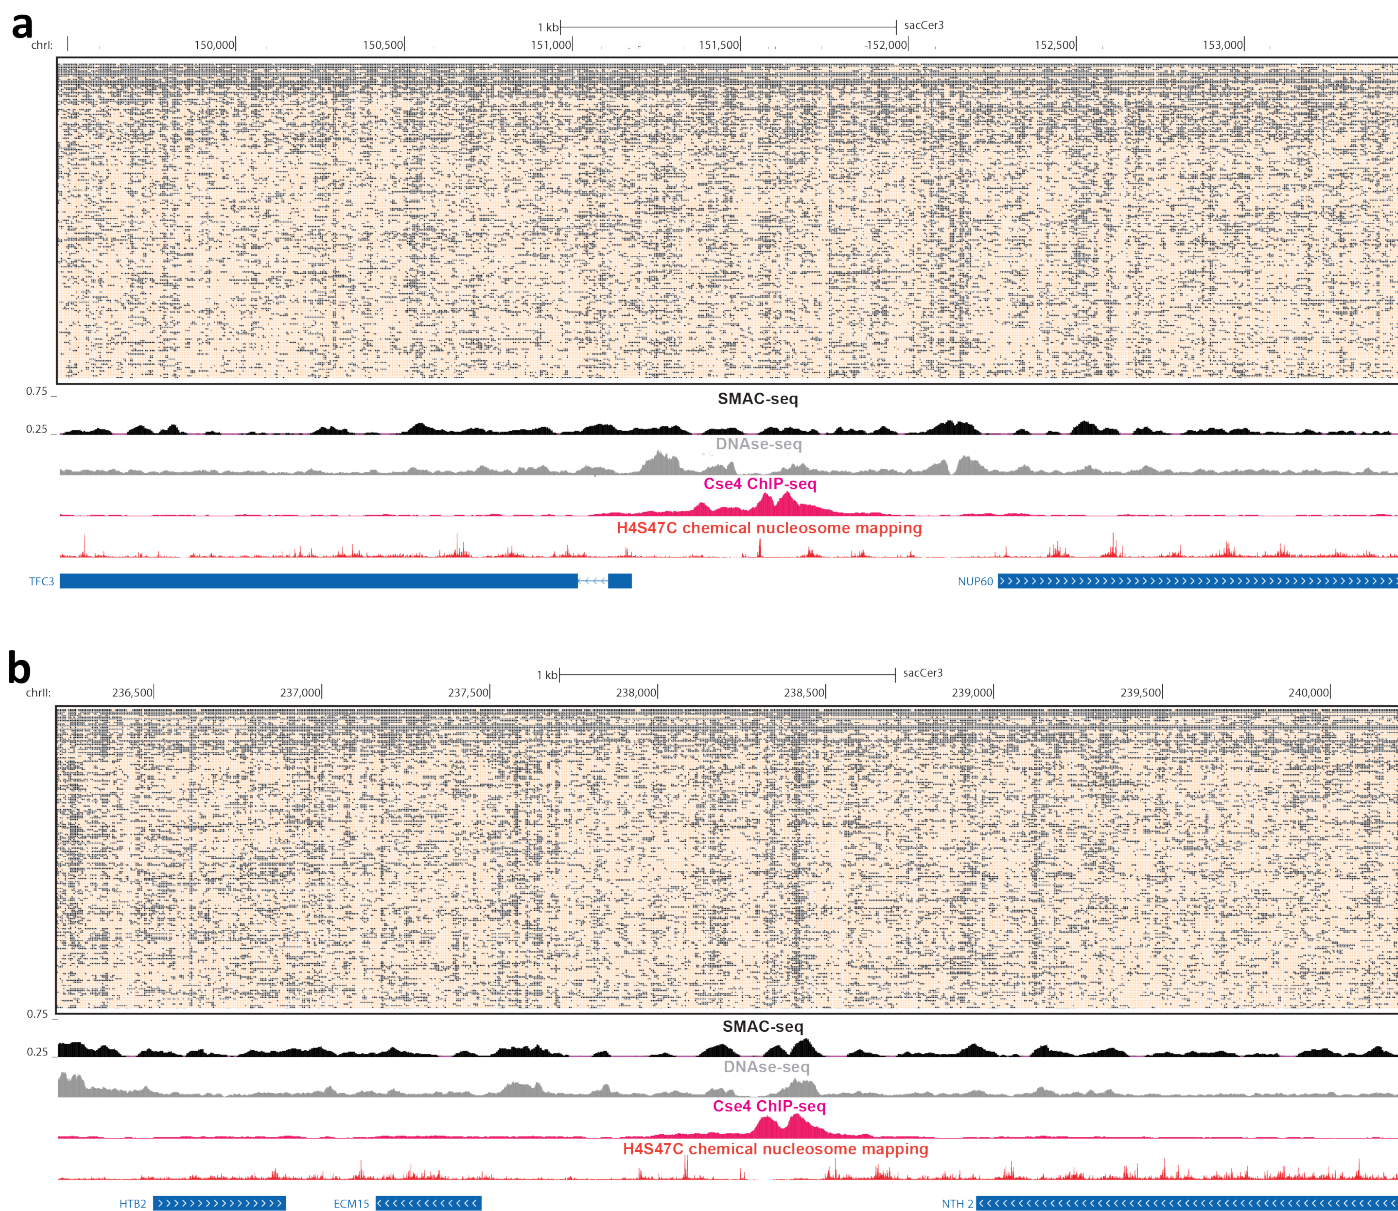 a
1 kb sacCer3
chrI: 150,000 150,500 151,000 151,500 152,000 152,500 153,000
0.75
SMAC-seq
0.25
DNAse-seq
Cse4 ChIP-seq
H4S47C chemical nucleosome mapping
TFC3 NUP60
b
1 kb sacCer3
chrII: 236,500 237,000 237,500 238,000 238,500 239,000 239,500 240,000
0.75
SMAC-seq
0.25
DNAse-seq
Cse4 ChIP-seq
H4S47C chemical nucleosome mapping
HTB2 ECM15 NTH 2